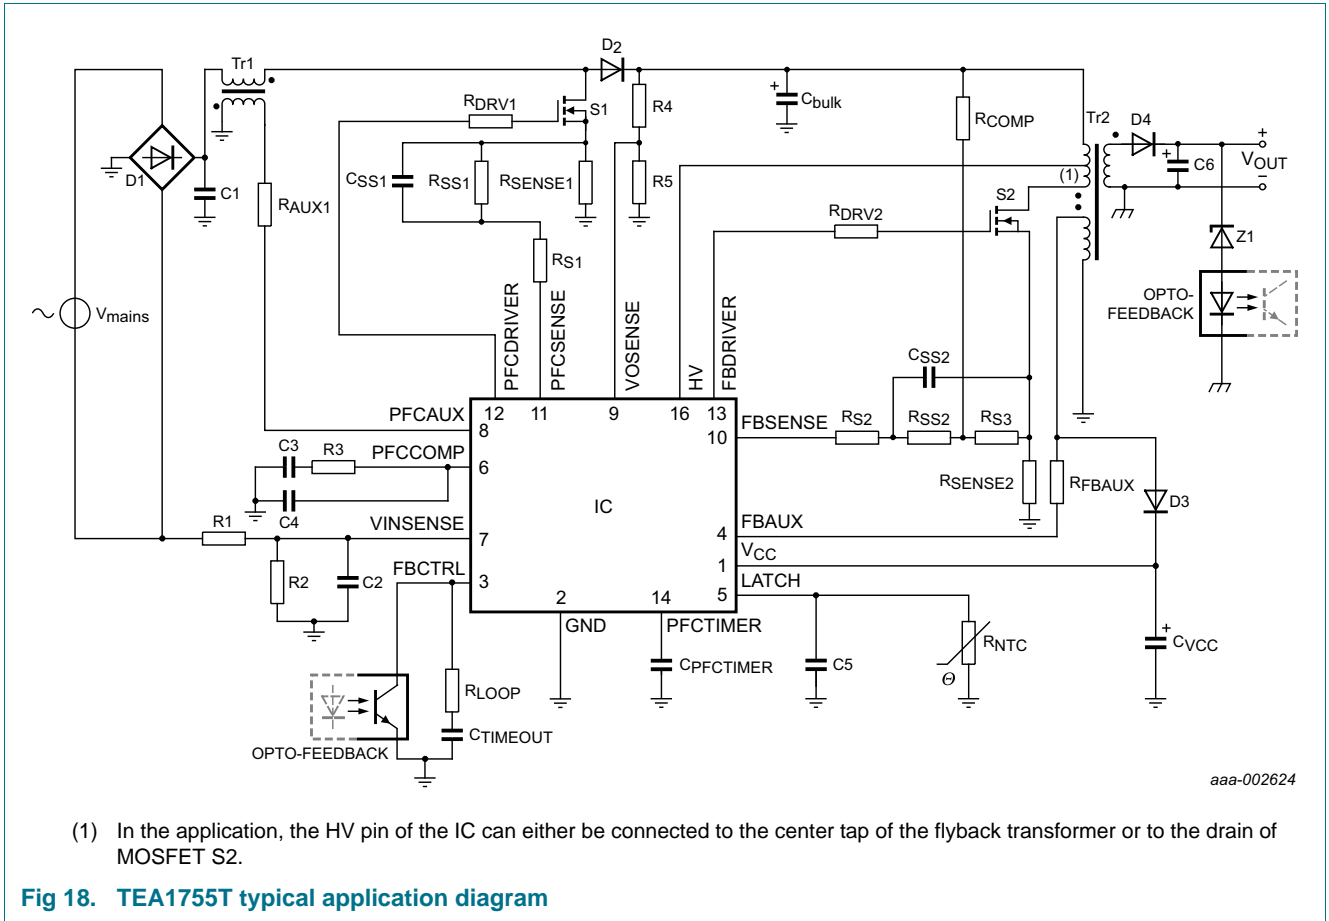 D2
Tr1
RDRV1
S1
R4
Cbulk
RCOMP
Tr2
D4
+
VOUT
−
+
C6
+
D1
C1
CSS1
RSS1
RSENSE1
R5
(1)
S2
RAUX1
RDRV2
RS1
Z1
OPTO-
FEEDBACK
Vmains
PFCDRIVER
PFCSENSE
VOSENSE
HV
FBDRIVER
CSS2
PFCAUX
12
11
9
16
13
8
10
FBSENSE
RS2
RSS2
RS3
C3
R3
PFCCOMP
6
C4
RSENSE2
RFBAUX
D3
IC
R1
VINSENSE
7
FBAUX
4
VCC
1
R2
C2
FBCTRL
3
LATCH
5
2
14
GND
PFCTIMER
RNTC
Θ
+
CVCC
CPFCTIMER
C5
RLOOP
CTIMEOUT
OPTO-FEEDBACK
aaa-002624
(1) In the application, the HV pin of the IC can either be connected to the center tap of the flyback transformer or to the drain of
MOSFET S2.
Fig 18. TEA1755T typical application diagram